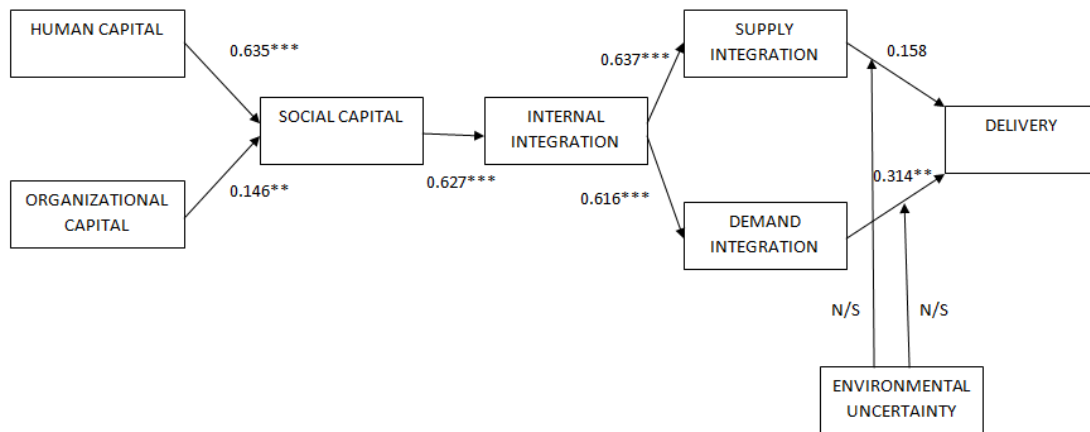 HUMAN CAPITAL
0.635***
ORGANIZATIONAL
CAPITAL
0.146**
SOCIAL CAPITAL
0.627***
INTERNAL
INTEGRATION
0.637***
0.616***
SUPPLY
INTEGRATION
0.158
DEMAND
INTEGRATION
0.314**
DELIVERY
N/S
N/S
ENVIRONMENTAL
UNCERTAINTY